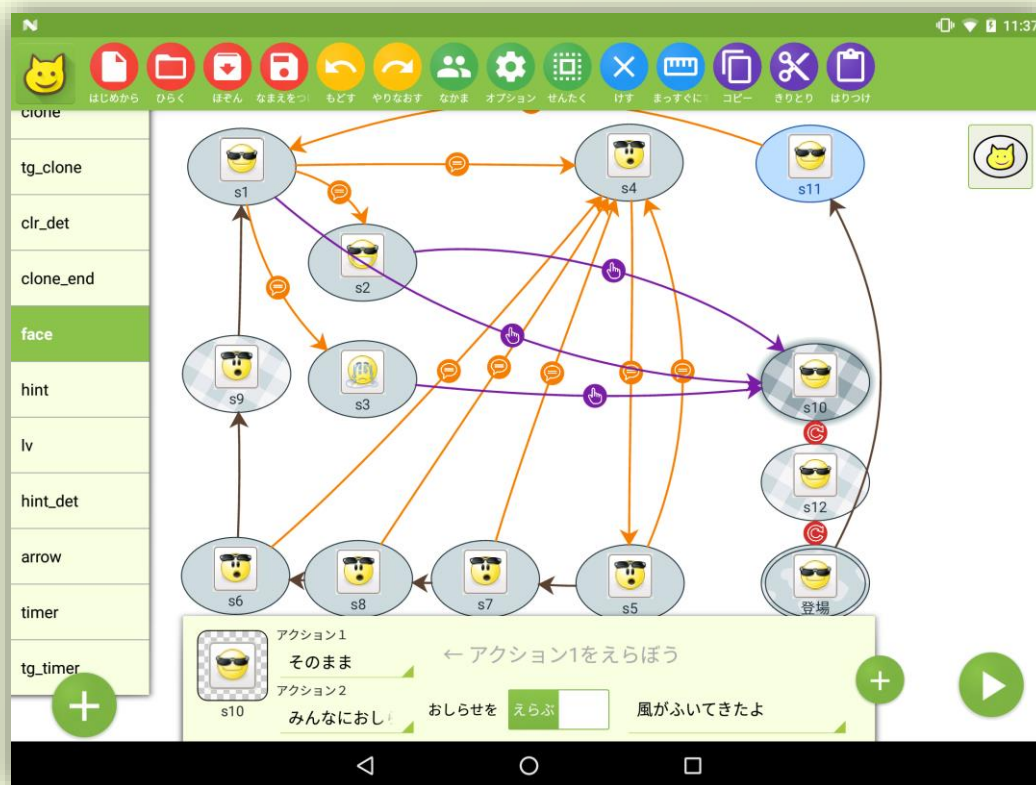 11:37
はじめから ひらく ほぞん なまえをつ もどす やりなおす なかま オプション せんたく けす まっすぐに コピー きりとり はりつけ
clone
tg_clone
clr_det
clone_end
face
hint
lv
hint_det
arrow
timer
tg_timer
s1
s4
s11
s2
s9
s3
s10
s12
s6
s8
s7
s5
登場
アクション1
そのまま
←アクション1をえらぼう
s10
アクション2
みんなにおし
おしらせを
えらぶ
風がふいてきたよ